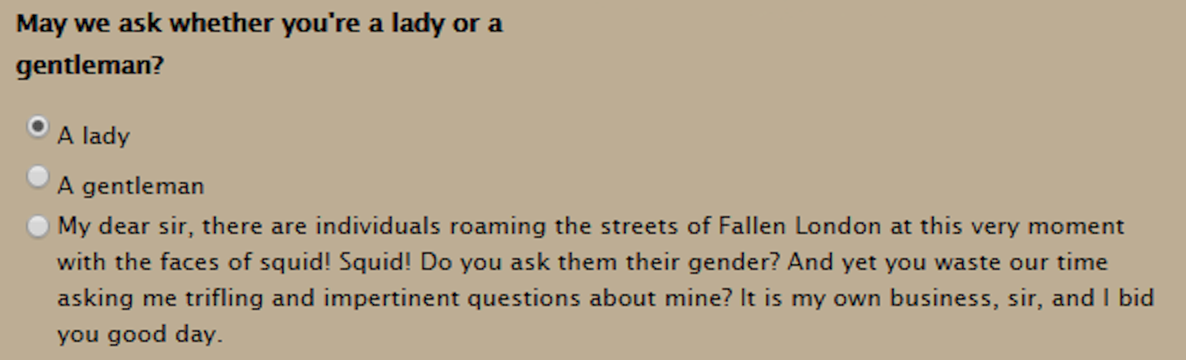 May we ask whether you're a lady or a
gentleman?
A lady
A gentleman
My dear sir, there are individuals roaming the streets of Fallen London at this very moment
with the faces of squid! Squid! Do you ask them their gender? And yet you waste our time
asking me trifling and impertinent questions about mine? It is my own business, sir, and I bid
you good day.